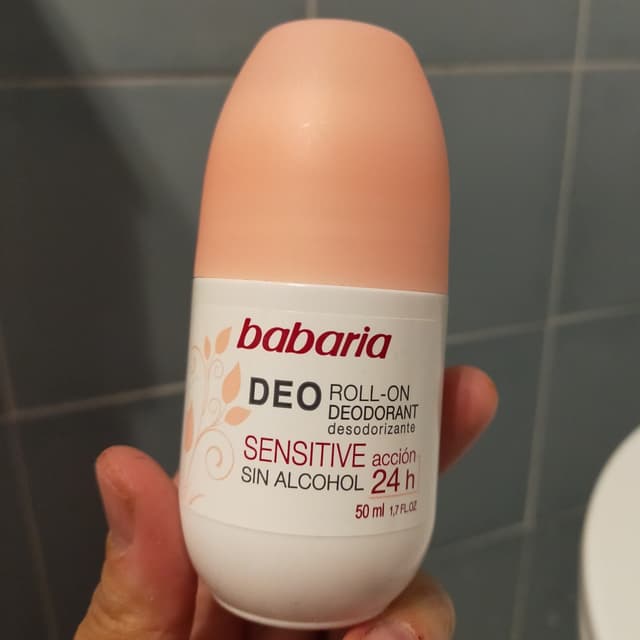 babaria
DEO ROLL-ON
DEODORANT
desodorizante
SENSITIVE acción
SIN ALCOHOL 24 h
50 ml 1,7 FL.OZ